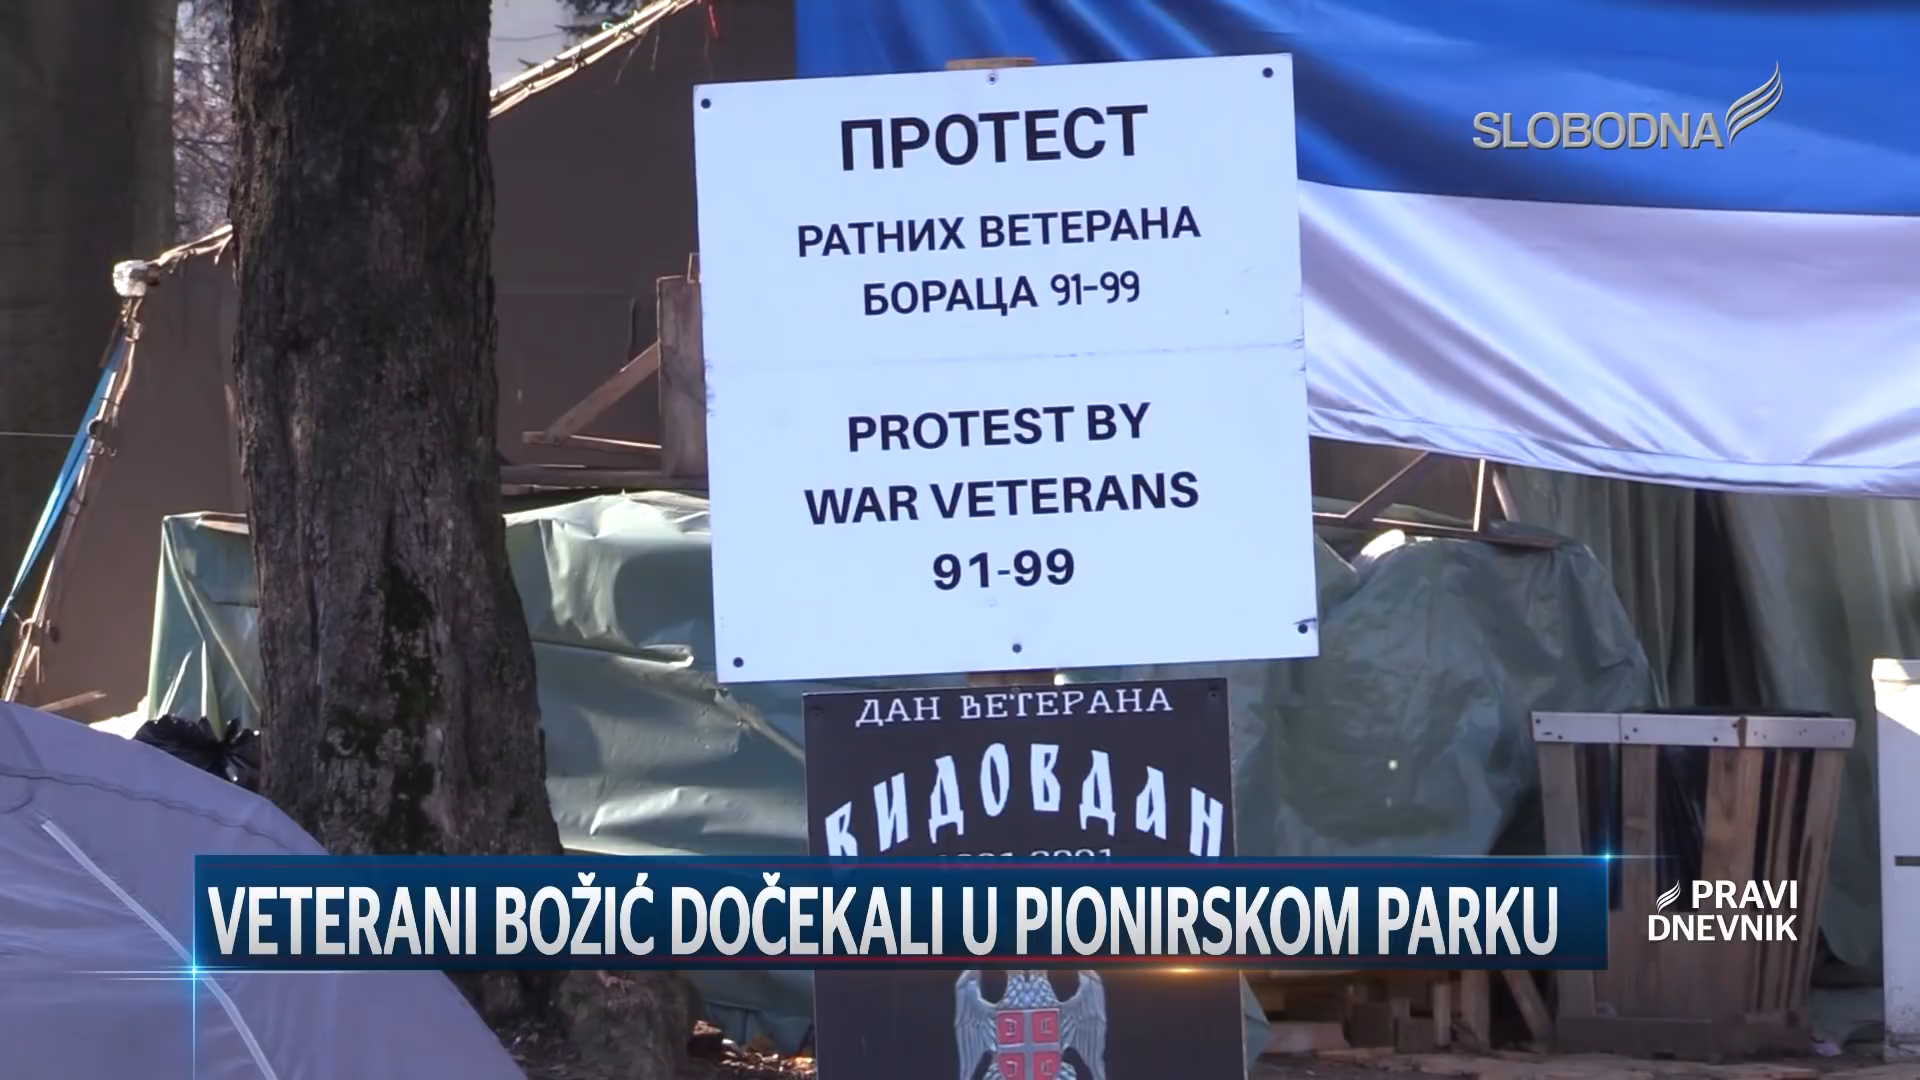 ПРОТЕСТ
РАТНИХ ВЕТЕРАНА
БОРАЦА 91-99
PROTEST BY
WAR VETERANS
91-99
SLOBODNA
ДАН ВЕТЕРАНА
ВИДОВДАН
VETERANI BOŽIĆ DOČEKALI U PIONIRSKOM PARKU
PRAVI
DNEVNIK